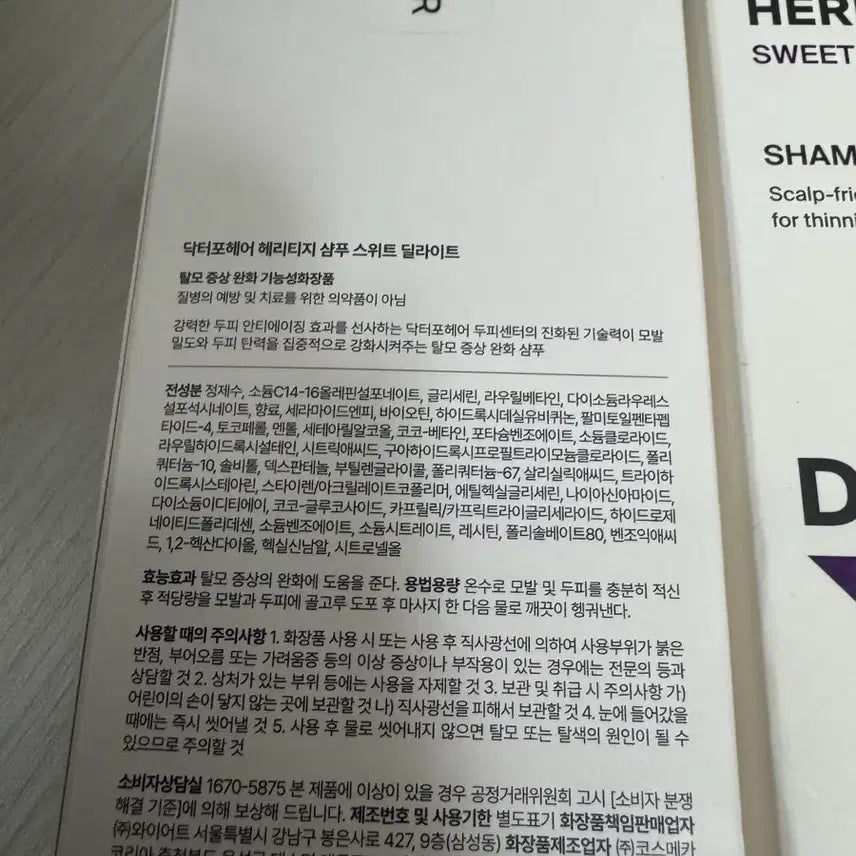 R
닥터포헤어 헤리티지 샴푸 스위트 딜라이트
탈모 증상 완화 기능성화장품
질병의 예방 및 치료를 위한 의약품이 아님
강력한 두피 안티에이징 효과를 선사하는 닥터포헤어 두피센터의 진화된 기술력이 모발
밀도와 두피 탄력을 집중적으로 강화시켜주는 탈모 증상 완화 샴푸
전성분 정제수, 소듐C14-16올레핀설포네이트, 글리세린, 라우릴베타인, 다이소듐라우레스
설포석시네이트, 향료, 세라마이드엔피, 바이오틴, 하이드록시데실유비퀴논, 팔미토일펜타펩
타이드-4, 토코페롤, 멘톨, 세테아릴알코올, 코코-베타인, 포타슘벤조에이트, 소듐클로라이드,
라우릴하이드록시설테인, 시트릭애씨드, 구아하이드록시프로필트라이모늄클로라이드, 폴리
쿼터늄-10, 솔비톨, 덱스판테놀, 부틸렌글라이콜, 폴리쿼터늄-67, 살리실릭애씨드, 트라이하
이드록시스테아린, 스타이렌/아크릴레이트코폴리머, 에틸헥실글리세린, 나이아신아마이드,
다이소듐이디티에이, 코코-글루코사이드, 카프릴릭/카프릭트라이글리세라이드, 하이드로제
네이티드폴리데센, 소듐벤조에이트, 소듐시트레이트, 레시틴, 폴리솔베이트80, 벤조익애씨
드, 1,2-헥산다이올, 헥실신남알, 시트로넬올
효능효과 탈모 증상의 완화에 도움을 준다. 용법용량 온수로 모발 및 두피를 충분히 적신
후 적당량을 모발과 두피에 골고루 도포 후 마사지 한 다음 물로 깨끗이 헹궈낸다.
사용할 때의 주의사항 1. 화장품 사용 시 또는 사용 후 직사광선에 의하여 사용부위가 붉은
반점, 부어오름 또는 가려움증 등의 이상 증상이나 부작용이 있는 경우에는 전문의 등과
상담할 것 2. 상처가 있는 부위 등에는 사용을 자제할 것 3. 보관 및 취급 시 주의사항 가)
어린이의 손이 닿지 않는 곳에 보관할 것 나) 직사광선을 피해서 보관할 것 4. 눈에 들어갔을
때에는 즉시 씻어낼 것 5. 사용 후 물로 씻어내지 않으면 탈모 또는 탈색의 원인이 될 수
있으므로 주의할 것
소비자상담실 1670-5875 본 제품에 이상이 있을 경우 공정거래위원회 고시 [소비자 분쟁
해결 기준]에 의해 보상해 드립니다. 제조번호 및 사용기한 별도표기 화장품책임판매업자
㈜와이어트 서울특별시 강남구 봉은사로 427, 9층(삼성동) 화장품제조업자 ㈜코스메카
코리아
HER
SWEET
SHAM
Scalp-frie
for thinni
D